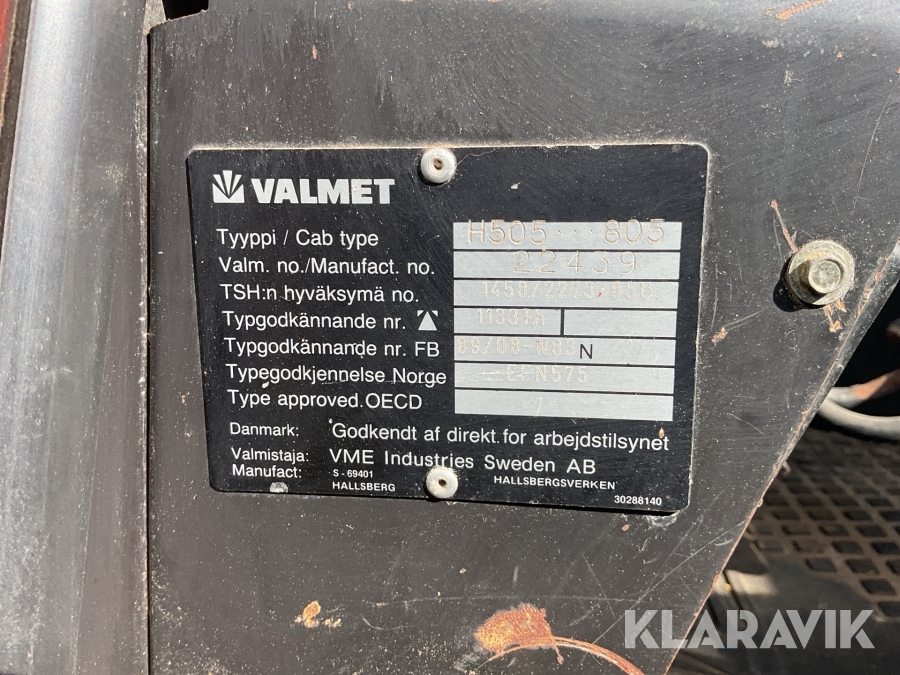 VALMET
Tyyppi / Cab type H505 805
Valm. no./Manufact. no. 22439
TSH:n hyväksymä no.
Typgodkännande nr.
Typgodkännande nr. FB N
Typegodkjennelse Norge EFN575
Type approved.OECD
Danmark: Godkendt af direkt.for arbejdstilsynet
Valmistaja: VME Industries Sweden AB
Manufact: S - 69401
HALLSBERG HALLSBERGSVERKEN
30288140
KLARAVIK